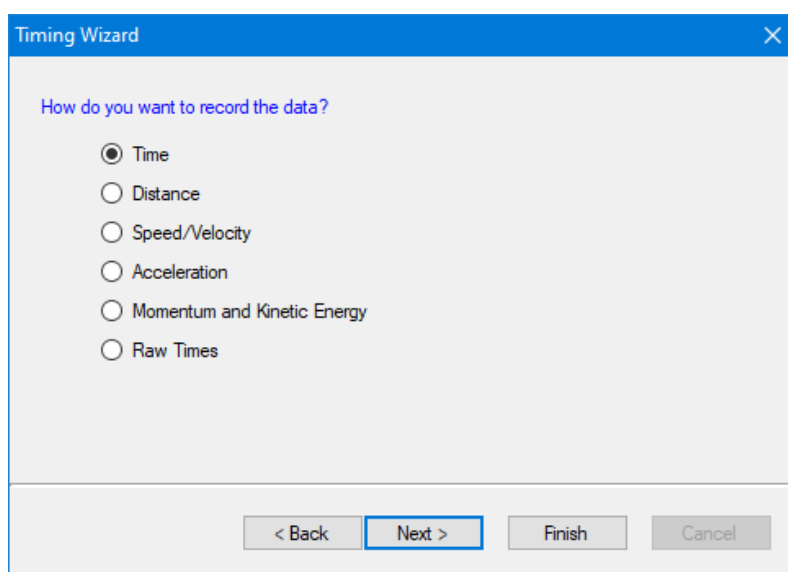 Timing Wizard
How do you want to record the data?
Time
Distance
Speed/Velocity
Acceleration
Momentum and Kinetic Energy
Raw Times
< Back Next > Finish Cancel